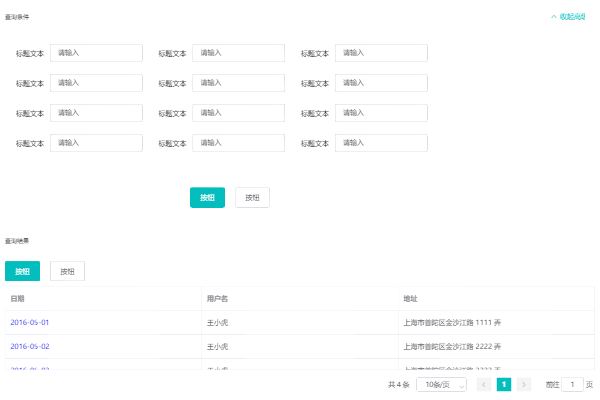 查询条件 收起高级
标题文本 请输入 标题文本 请输入 标题文本 请输入
标题文本 请输入 标题文本 请输入 标题文本 请输入
标题文本 请输入 标题文本 请输入 标题文本 请输入
标题文本 请输入 标题文本 请输入 标题文本 请输入
按钮 按钮
查询结果
按钮 按钮
日期 用户名 地址
2016-05-01 王小虎 上海市普陀区金沙江路 1111 弄
2016-05-02 王小虎 上海市普陀区金沙江路 2222 弄
共 4 条 10条/页 1 前往 1 页